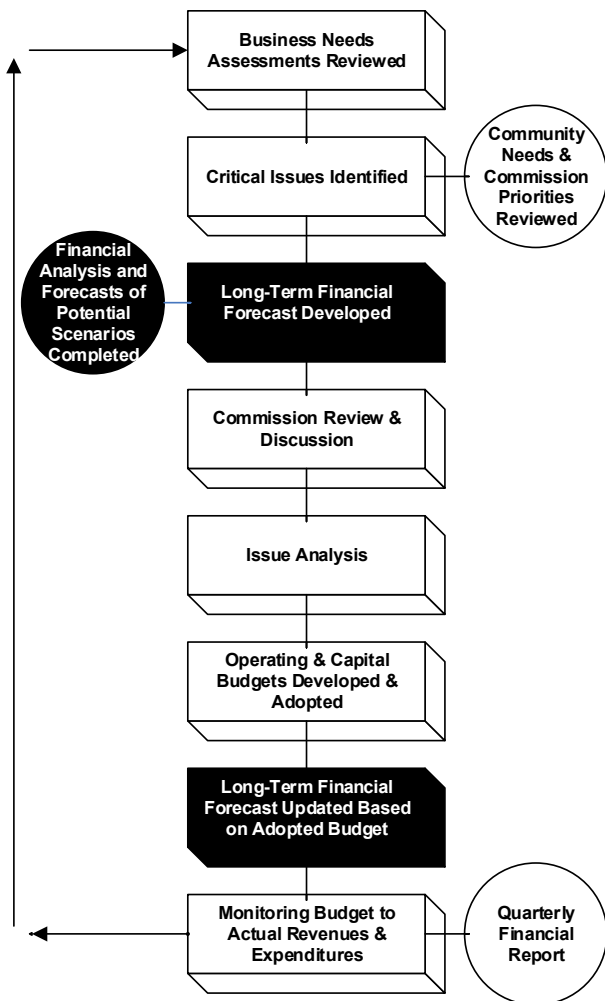 Business Needs
Assessments Reviewed
Critical Issues Identified
Community
Needs &
Commission
Priorities
Reviewed
Financial
Analysis and
Forecasts of
Potential
Scenarios
Completed
Long-Term Financial
Forecast Developed
Commission Review &
Discussion
Issue Analysis
Operating & Capital
Budgets Developed &
Adopted
Long-Term Financial
Forecast Updated Based
on Adopted Budget
Monitoring Budget to
Actual Revenues &
Expenditures
Quarterly
Financial
Report